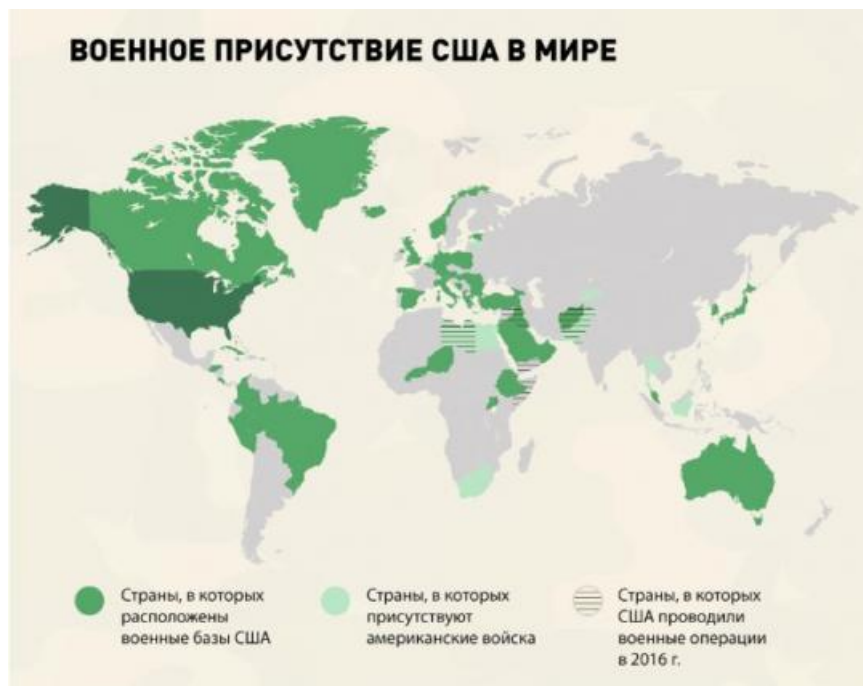 ВОЕННОЕ ПРИСУТСТВИЕ США В МИРЕ
Страны, в которых
расположены
военные базы США
Страны, в которых
присутствуют
американские войска
Страны, в которых
США проводили
военные операции
в 2016 г.